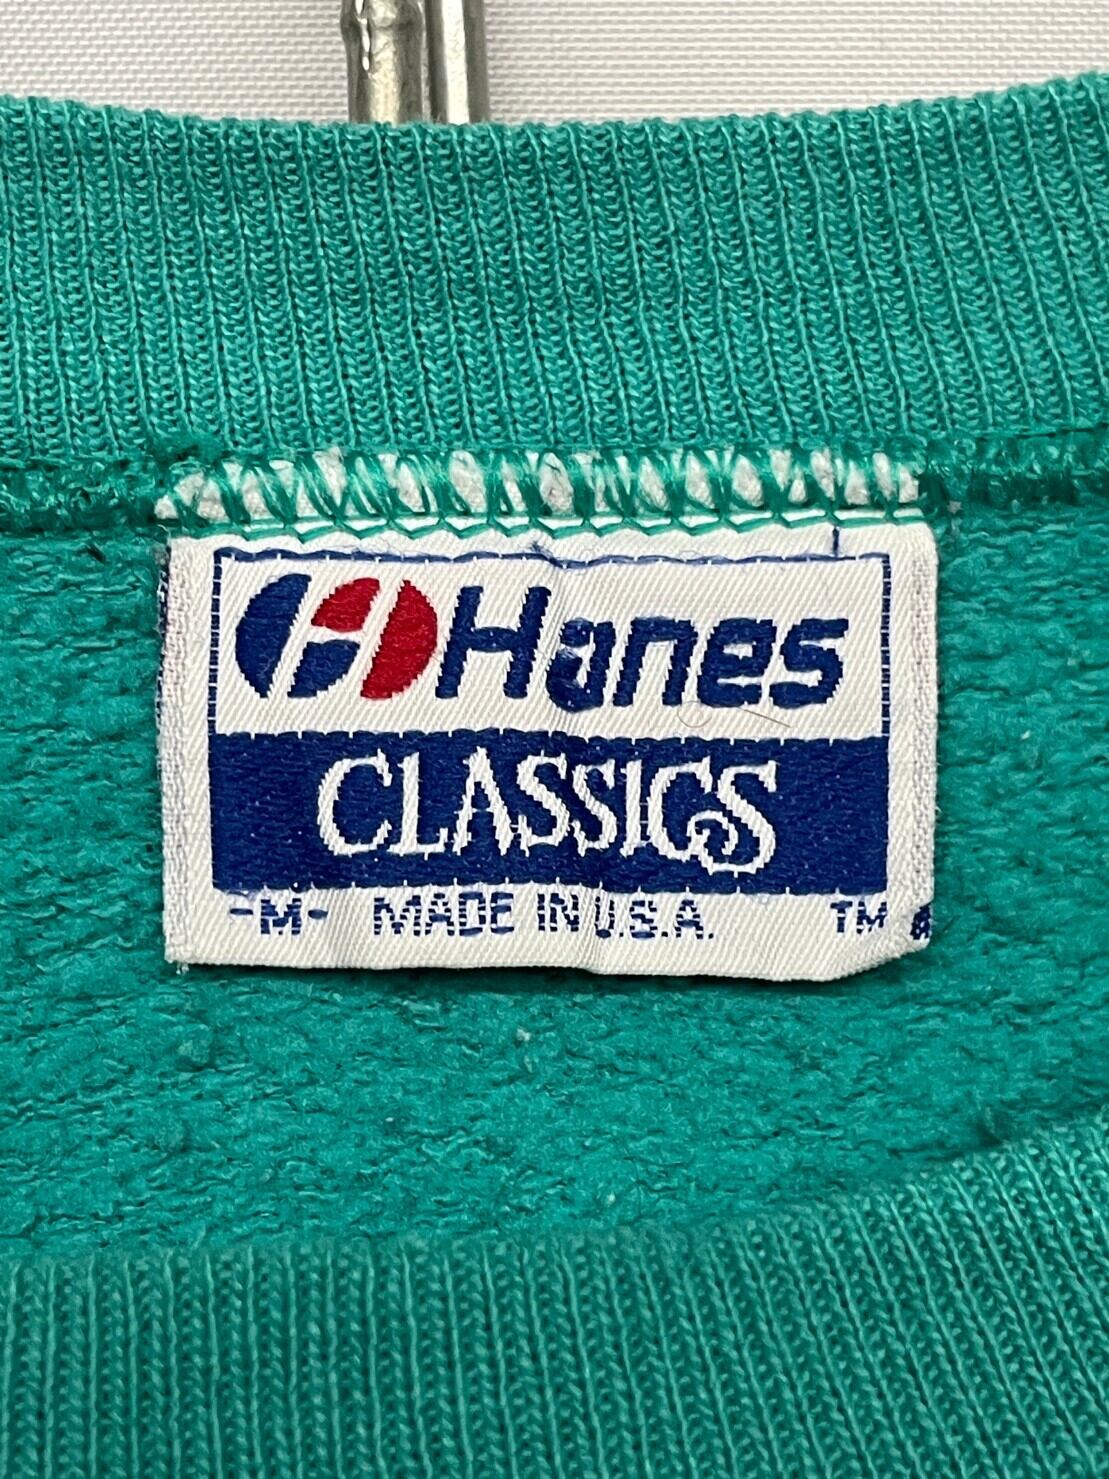 Hanes
CLASSICS
-M- MADE IN U.S.A. TM